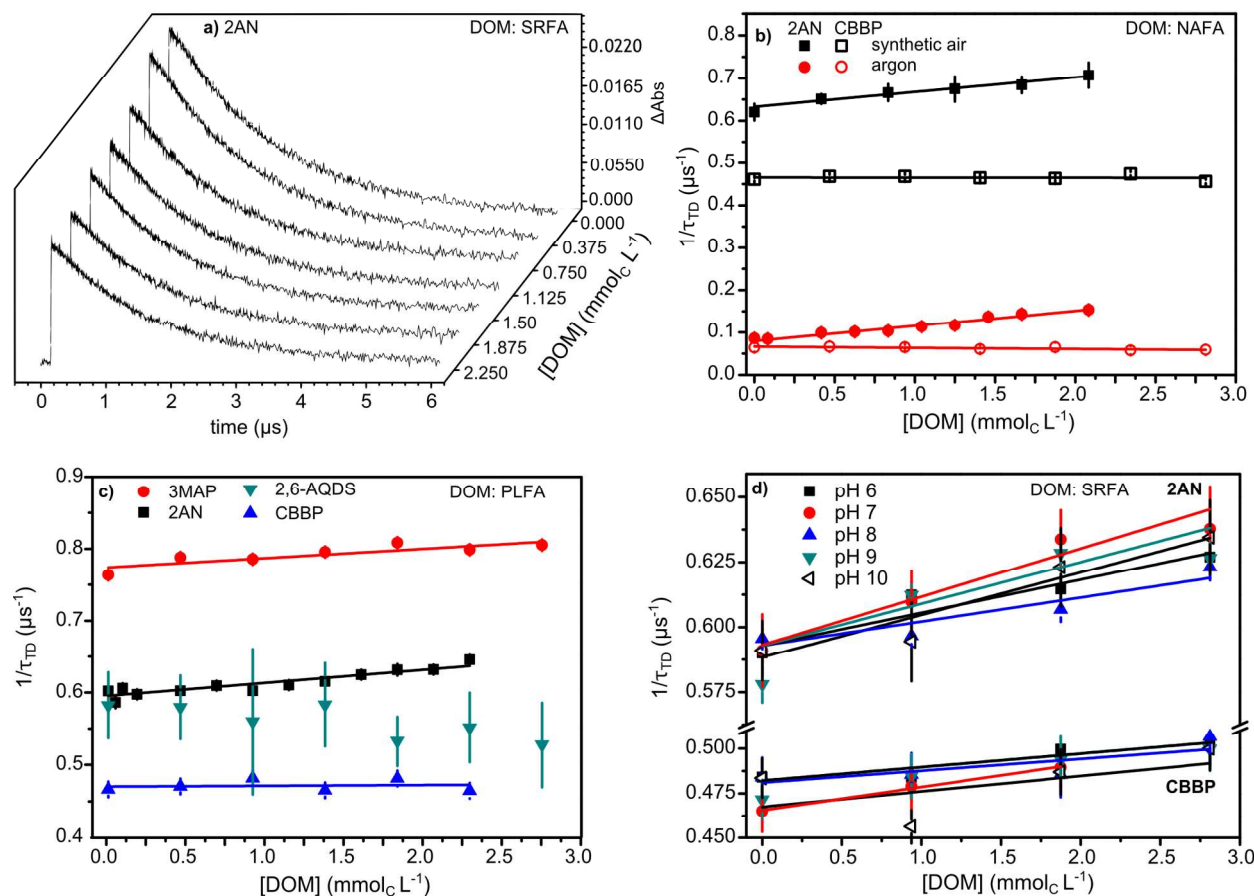 a) 2AN
DOM: SRFA
0.0220
0.0165
0.0110
0.0550
0.000
ΔAbs
0.000
0.375
0.750
1.125
1.50
1.875
2.250
[DOM] (mmol_C L⁻¹)
0 1 2 3 4 5 6
time (µs)
b) 2AN CBBP DOM: NAFA
synthetic air
argon
0.8
0.7
0.6
0.5
0.4
0.3
0.2
0.1
0.0
1/τ_TD (µs⁻¹)
0.0 0.5 1.0 1.5 2.0 2.5 3.0
[DOM] (mmol_C L⁻¹)
c) 3MAP 2,6-AQDS DOM: PLFA
2AN CBBP
0.9
0.8
0.7
0.6
0.5
0.4
1/τ_TD (µs⁻¹)
0.0 0.5 1.0 1.5 2.0 2.5 3.0
[DOM] (mmol_C L⁻¹)
d) pH 6 DOM: SRFA 2AN
pH 7
pH 8
pH 9
pH 10
0.650
0.625
0.600
0.575
0.500
0.475
0.450
1/τ_TD (µs⁻¹)
CBBP
0.0 0.5 1.0 1.5 2.0 2.5 3.0
[DOM] (mmol_C L⁻¹)